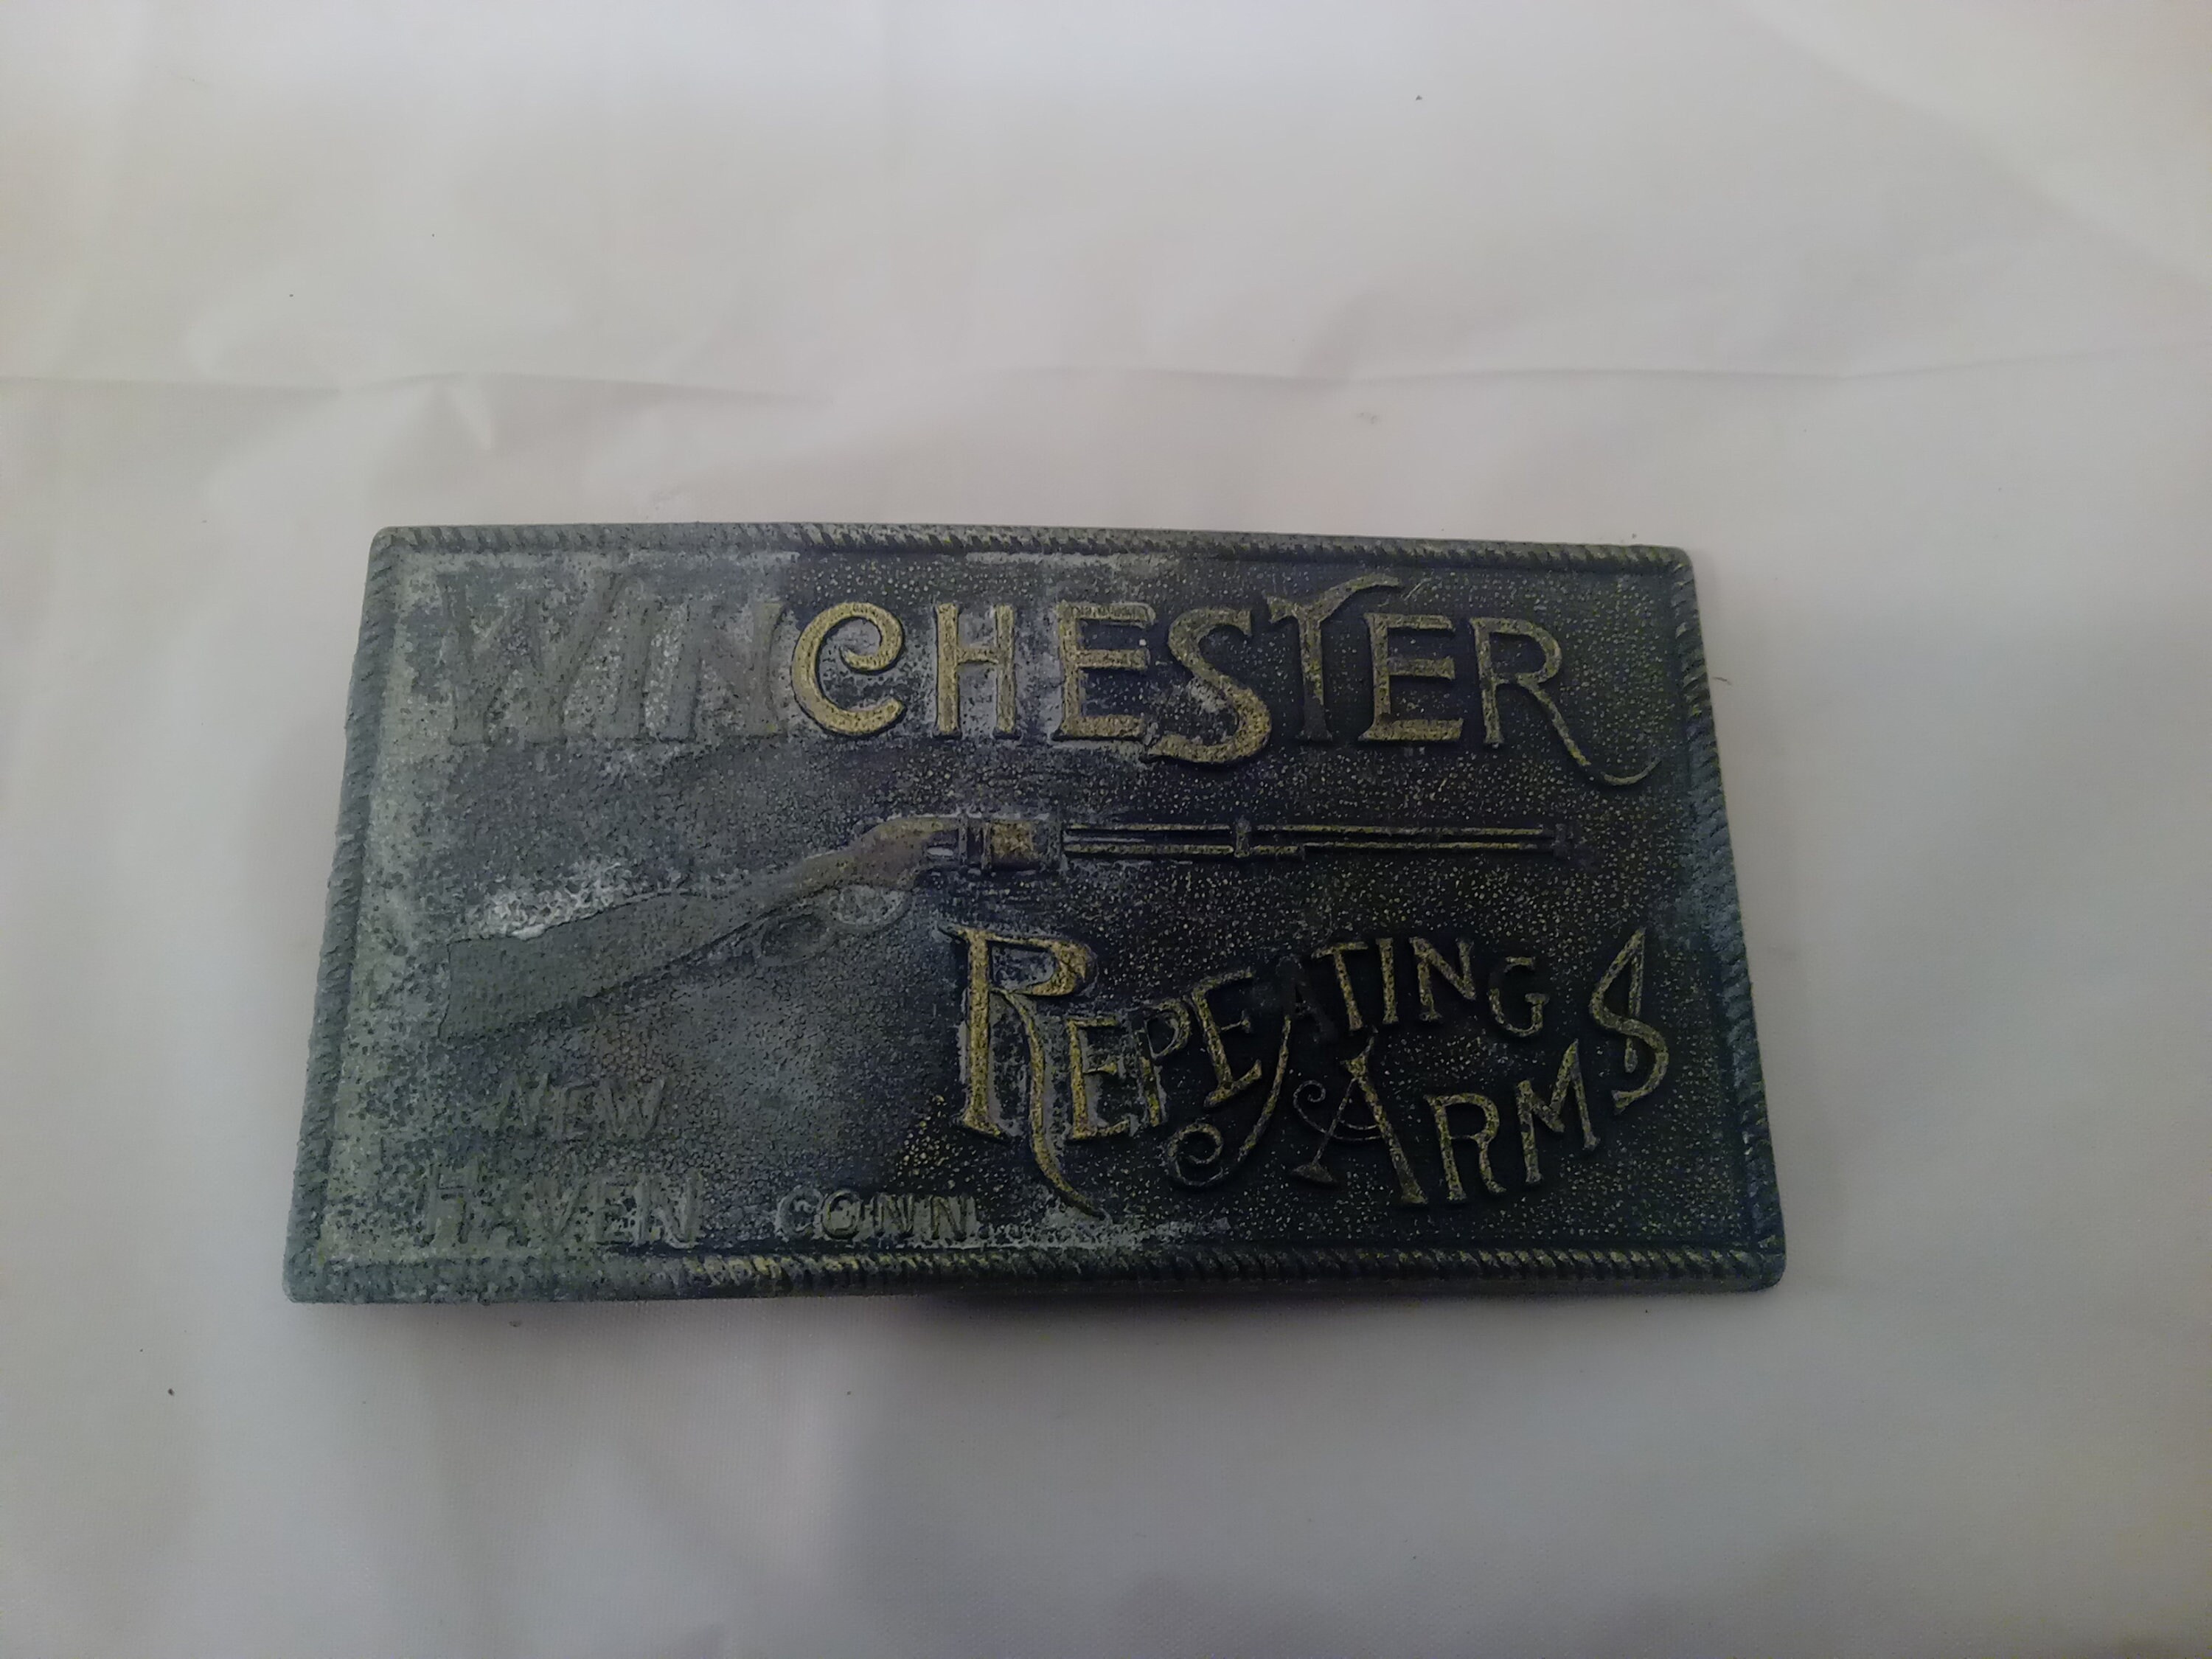 WINCHESTER
REPEATING
ARMS
NEW
HAVEN CONN.